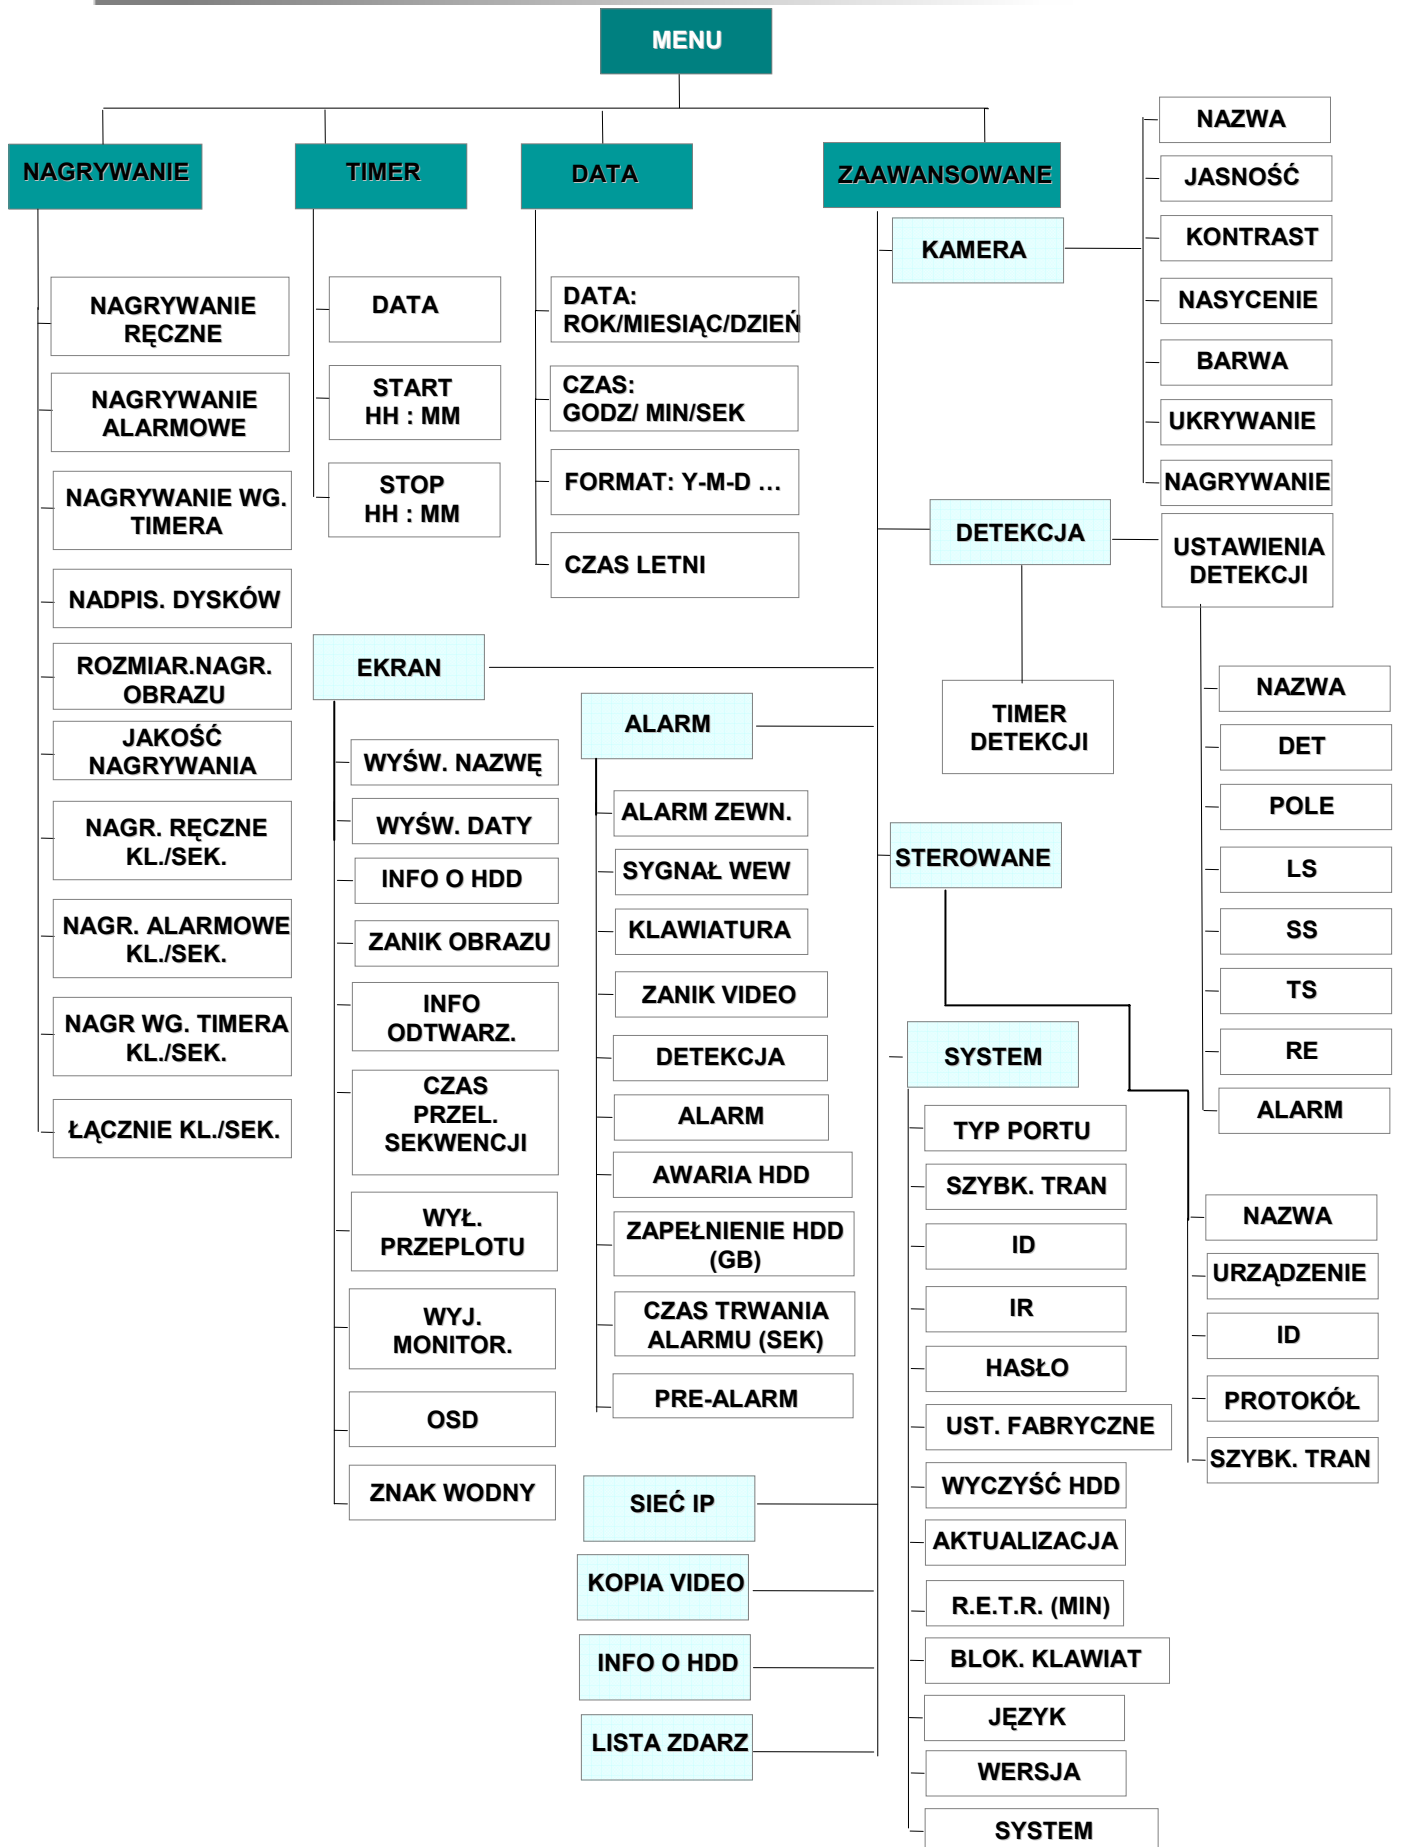 MENU
NAGRYWANIE
NAGRYWANIE
RĘCZNE
NAGRYWANIE
ALARMOWE
NAGRYWANIE WG.
TIMERA
NADPIS. DYSKÓW
ROZMIAR.NAGR.
OBRAZU
JAKOŚĆ
NAGRYWANIA
NAGR. RĘCZNE
KL./SEK.
NAGR. ALARMOWE
KL./SEK.
NAGR WG. TIMERA
KL./SEK.
ŁĄCZNIE KL./SEK.
TIMER
DATA
START
HH : MM
STOP
HH : MM
DATA
DATA:
ROK/MIESIĄC/DZIEŃ
CZAS:
GODZ/ MIN/SEK
FORMAT: Y-M-D ...
CZAS LETNI
ZAAWANSOWANE
KAMERA
NAZWA
JASNOŚĆ
KONTRAST
NASYCENIE
BARWA
UKRYWANIE
NAGRYWANIE
DETEKCJA
USTAWIENIA
DETEKCJI
NAZWA
DET
POLE
LS
SS
TS
RE
ALARM
TIMER
DETEKCJI
EKRAN
WYŚW. NAZWĘ
WYŚW. DATY
INFO O HDD
ZANIK OBRAZU
INFO
ODTWARZ.
CZAS
PRZEL.
SEKWENCJI
WYŁ.
PRZEPLOTU
WYJ.
MONITOR.
OSD
ZNAK WODNY
ALARM
ALARM ZEWN.
SYGNAŁ WEW
KLAWIATURA
ZANIK VIDEO
DETEKCJA
ALARM
AWARIA HDD
ZAPEŁNIENIE HDD
(GB)
CZAS TRWANIA
ALARMU (SEK)
PRE-ALARM
STEROWANE
NAZWA
URZĄDZENIE
ID
PROTOKÓŁ
SZYBK. TRAN
SYSTEM
TYP PORTU
SZYBK. TRAN
ID
IR
HASŁO
UST. FABRYCZNE
WYCZYŚĆ HDD
AKTUALIZACJA
R.E.T.R. (MIN)
BLOK. KLAWIAT
JĘZYK
WERSJA
SYSTEM
SIEĆ IP
KOPIA VIDEO
INFO O HDD
LISTA ZDARZ